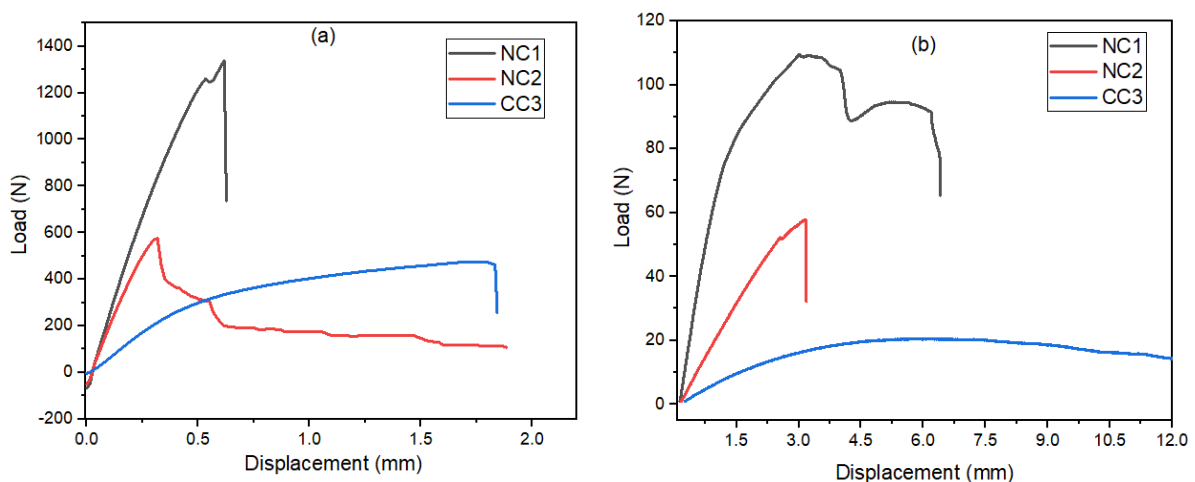 (a)
NC1
NC2
CC3
1400
1200
1000
800
600
400
200
0
-200
Load (N)
0.0 0.5 1.0 1.5 2.0
Displacement (mm)
(b)
NC1
NC2
CC3
120
100
80
60
40
20
0
Load (N)
1.5 3.0 4.5 6.0 7.5 9.0 10.5 12.0
Displacement (mm)